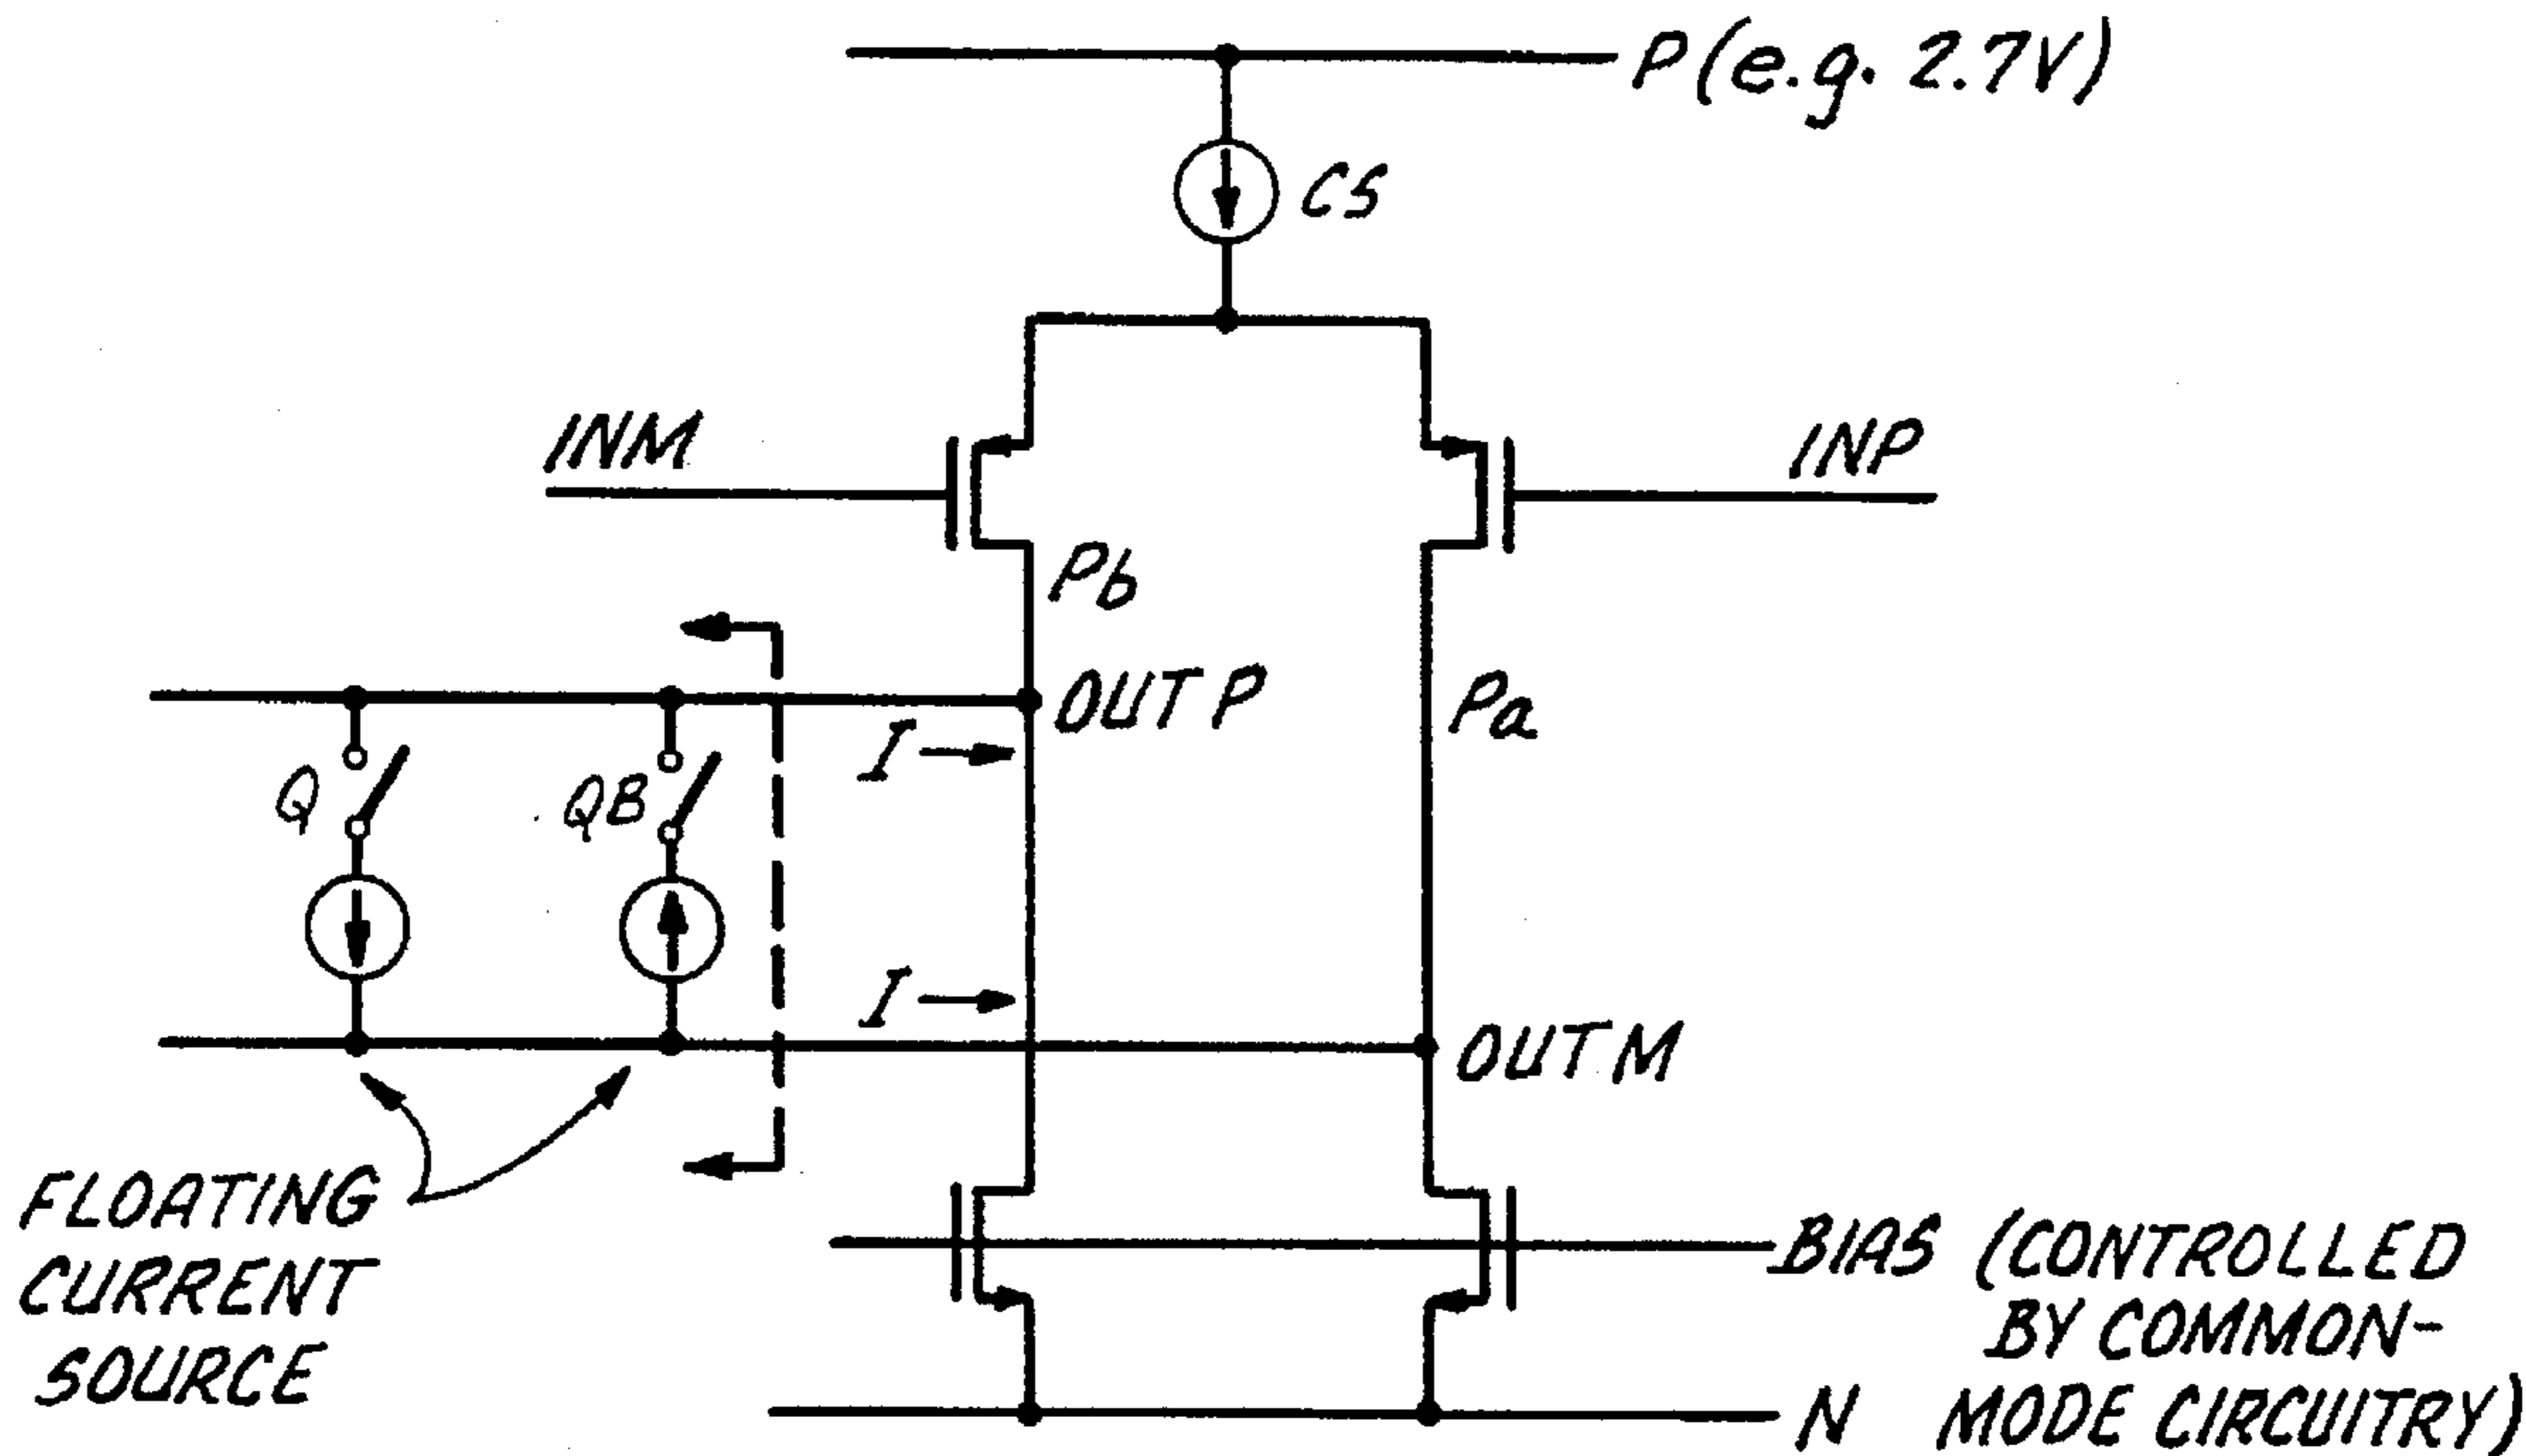 P (e.g. 2.7V)
CS
INM
INP
Pb
OUT P
Pa
I
Q
QB
I
OUT M
FLOATING
CURRENT
SOURCE
BIAS (CONTROLLED
BY COMMON-
MODE CIRCUITRY)
N